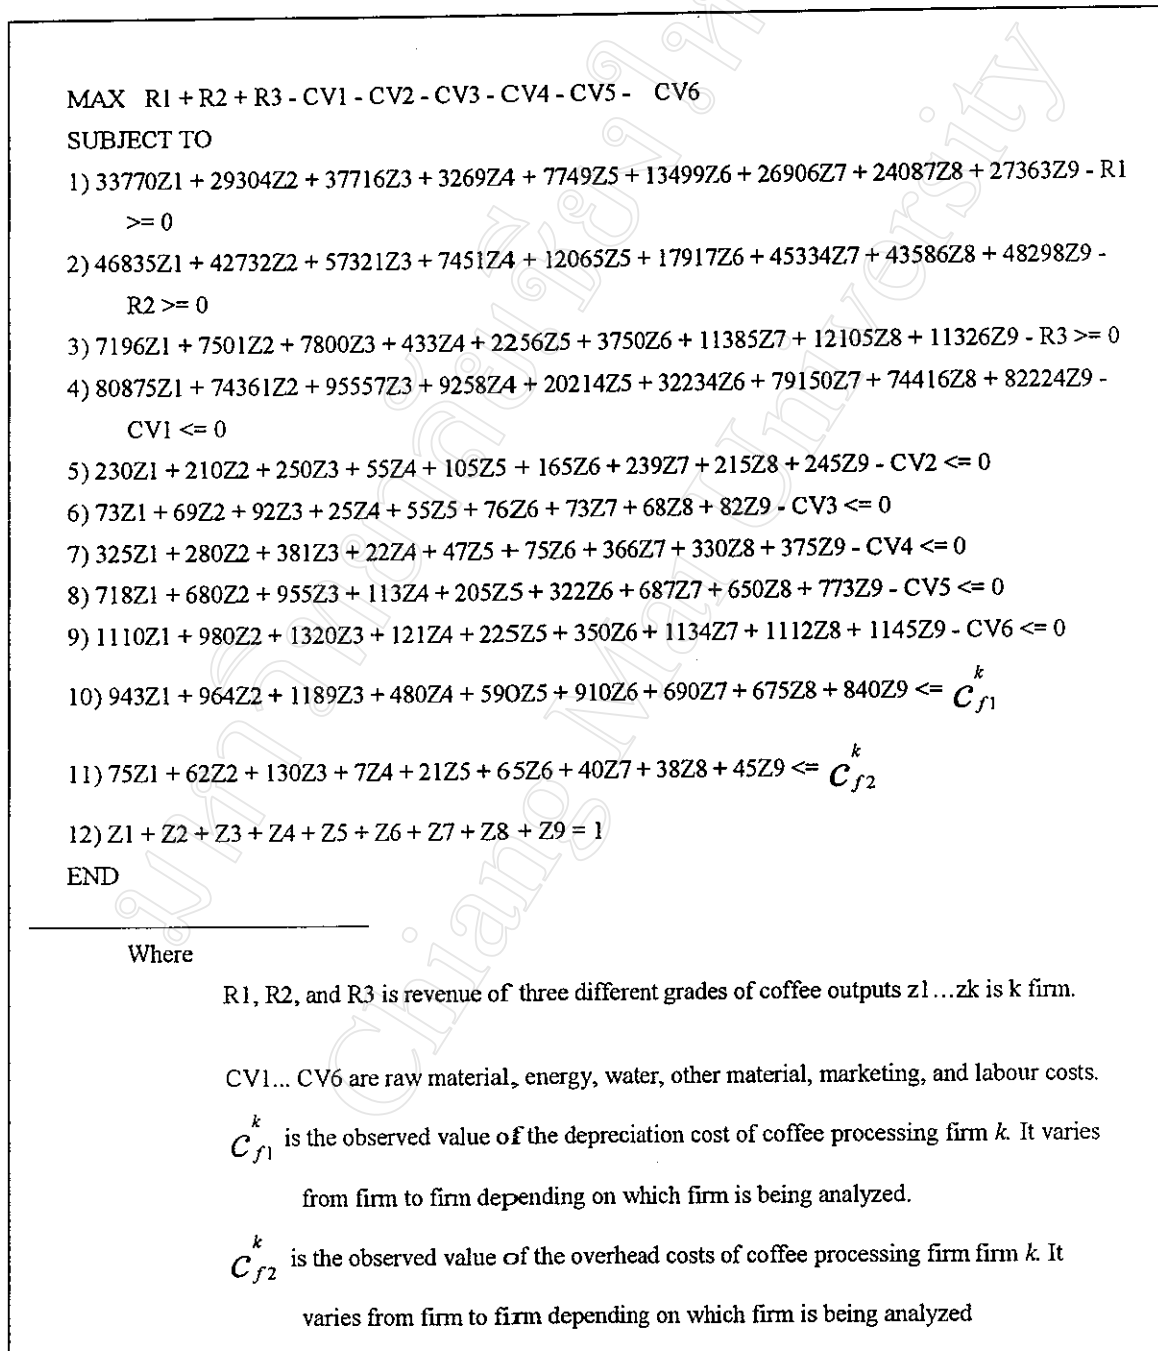 MAX R1 + R2 + R3 - CV1 - CV2 - CV3 - CV4 - CV5 - CV6
SUBJECT TO
1) 33770Z1 + 29304Z2 + 37716Z3 + 3269Z4 + 7749Z5 + 13499Z6 + 26906Z7 + 24087Z8 + 27363Z9 - R1
>= 0
2) 46835Z1 + 42732Z2 + 57321Z3 + 7451Z4 + 12065Z5 + 17917Z6 + 45334Z7 + 43586Z8 + 48298Z9 -
R2 >= 0
3) 7196Z1 + 7501Z2 + 7800Z3 + 433Z4 + 2256Z5 + 3750Z6 + 11385Z7 + 12105Z8 + 11326Z9 - R3 >= 0
4) 80875Z1 + 74361Z2 + 95557Z3 + 9258Z4 + 20214Z5 + 32234Z6 + 79150Z7 + 74416Z8 + 82224Z9 -
CV1 <= 0
5) 230Z1 + 210Z2 + 250Z3 + 55Z4 + 105Z5 + 165Z6 + 239Z7 + 215Z8 + 245Z9 - CV2 <= 0
6) 73Z1 + 69Z2 + 92Z3 + 25Z4 + 55Z5 + 76Z6 + 73Z7 + 68Z8 + 82Z9 - CV3 <= 0
7) 325Z1 + 280Z2 + 381Z3 + 22Z4 + 47Z5 + 75Z6 + 366Z7 + 330Z8 + 375Z9 - CV4 <= 0
8) 718Z1 + 680Z2 + 955Z3 + 113Z4 + 205Z5 + 322Z6 + 687Z7 + 650Z8 + 773Z9 - CV5 <= 0
9) 1110Z1 + 980Z2 + 1320Z3 + 121Z4 + 225Z5 + 350Z6 + 1134Z7 + 1112Z8 + 1145Z9 - CV6 <= 0
10) 943Z1 + 964Z2 + 1189Z3 + 480Z4 + 590Z5 + 910Z6 + 690Z7 + 675Z8 + 840Z9 <= C_{f1}^{k}
11) 75Z1 + 62Z2 + 130Z3 + 7Z4 + 21Z5 + 65Z6 + 40Z7 + 38Z8 + 45Z9 <= C_{f2}^{k}
12) Z1 + Z2 + Z3 + Z4 + Z5 + Z6 + Z7 + Z8 + Z9 = 1
END
Where
R1, R2, and R3 is revenue of three different grades of coffee outputs z1...zk is k firm.
CV1... CV6 are raw material, energy, water, other material, marketing, and labour costs.
C_{f1}^{k} is the observed value of the depreciation cost of coffee processing firm k. It varies
from firm to firm depending on which firm is being analyzed.
C_{f2}^{k} is the observed value of the overhead costs of coffee processing firm firm k. It
varies from firm to firm depending on which firm is being analyzed
Chiang Mai University